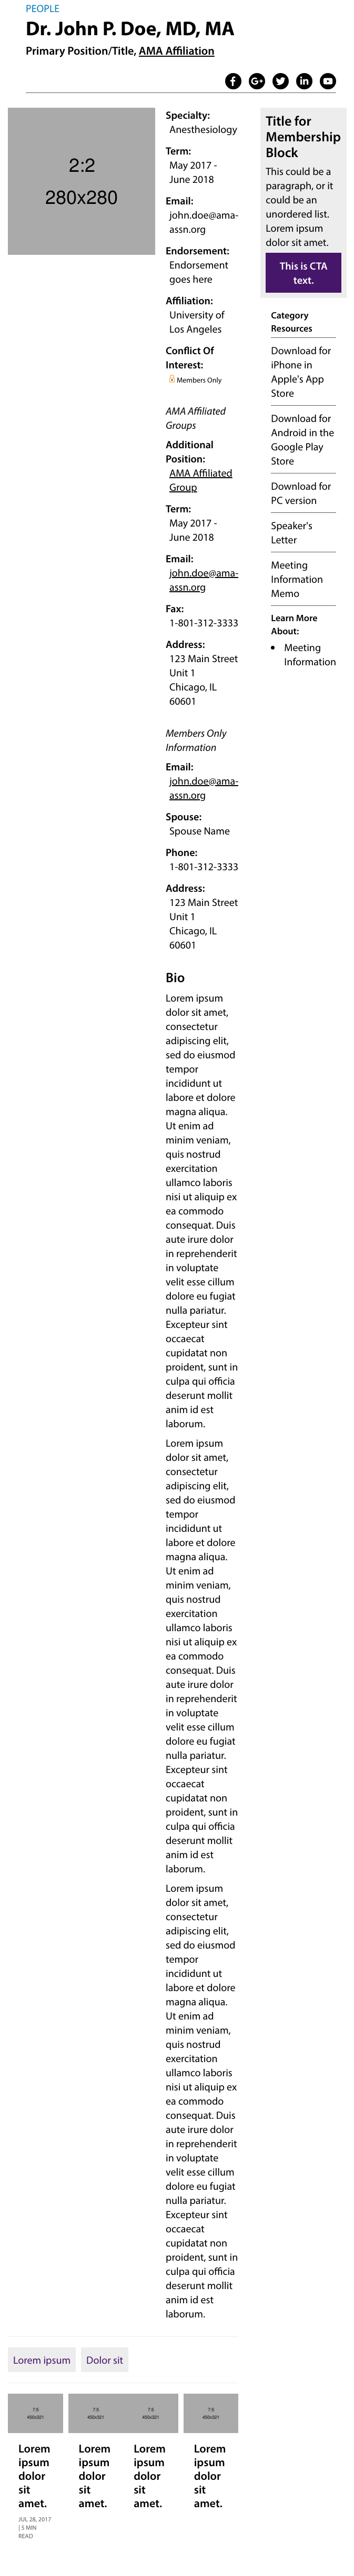 PEOPLE
Dr. John P. Doe, MD, MA
Primary Position/Title, AMA Affiliation
2:2
280x280
Specialty:
Anesthesiology
Term:
May 2017 -
June 2018
Email:
john.doe@ama-
assn.org
Endorsement:
Endorsement
goes here
Affiliation:
University of
Los Angeles
Conflict Of
Interest:
Members Only
AMA Affiliated
Groups
Additional
Position:
AMA Affiliated
Group
Term:
May 2017 -
June 2018
Email:
john.doe@ama-
assn.org
Fax:
1-801-312-3333
Address:
123 Main Street
Unit 1
Chicago, IL
60601
Members Only
Information
Email:
john.doe@ama-
assn.org
Spouse:
Spouse Name
Phone:
1-801-312-3333
Address:
123 Main Street
Unit 1
Chicago, IL
60601
Bio
Lorem ipsum
dolor sit amet,
consectetur
adipiscing elit,
sed do eiusmod
tempor
incididunt ut
labore et dolore
magna aliqua.
Ut enim ad
minim veniam,
quis nostrud
exercitation
ullamco laboris
nisi ut aliquip ex
ea commodo
consequat. Duis
aute irure dolor
in reprehenderit
in voluptate
velit esse cillum
dolore eu fugiat
nulla pariatur.
Excepteur sint
occaecat
cupidatat non
proident, sunt in
culpa qui officia
deserunt mollit
anim id est
laborum.
Lorem ipsum
dolor sit amet,
consectetur
adipiscing elit,
sed do eiusmod
tempor
incididunt ut
labore et dolore
magna aliqua.
Ut enim ad
minim veniam,
quis nostrud
exercitation
ullamco laboris
nisi ut aliquip ex
ea commodo
consequat. Duis
aute irure dolor
in reprehenderit
in voluptate
velit esse cillum
dolore eu fugiat
nulla pariatur.
Excepteur sint
occaecat
cupidatat non
proident, sunt in
culpa qui officia
deserunt mollit
anim id est
laborum.
Lorem ipsum
dolor sit amet,
consectetur
adipiscing elit,
sed do eiusmod
tempor
incididunt ut
labore et dolore
magna aliqua.
Ut enim ad
minim veniam,
quis nostrud
exercitation
ullamco laboris
nisi ut aliquip ex
ea commodo
consequat. Duis
aute irure dolor
in reprehenderit
in voluptate
velit esse cillum
dolore eu fugiat
nulla pariatur.
Excepteur sint
occaecat
cupidatat non
proident, sunt in
culpa qui officia
deserunt mollit
anim id est
laborum.
Title for
Membership
Block
This could be a
paragraph, or it
could be an
unordered list.
Lorem ipsum
dolor sit amet.
This is CTA
text.
Category
Resources
Download for
iPhone in
Apple's App
Store
Download for
Android in the
Google Play
Store
Download for
PC version
Speaker's
Letter
Meeting
Information
Memo
Learn More
About:
• Meeting
Information
Lorem ipsum
Dolor sit
7:5
450x321
Lorem
ipsum
dolor
sit
amet.
JUL 28, 2017
| 5 MIN
READ
7:5
450x321
Lorem
ipsum
dolor
sit
amet.
7:5
450x321
Lorem
ipsum
dolor
sit
amet.
7:5
450x321
Lorem
ipsum
dolor
sit
amet.